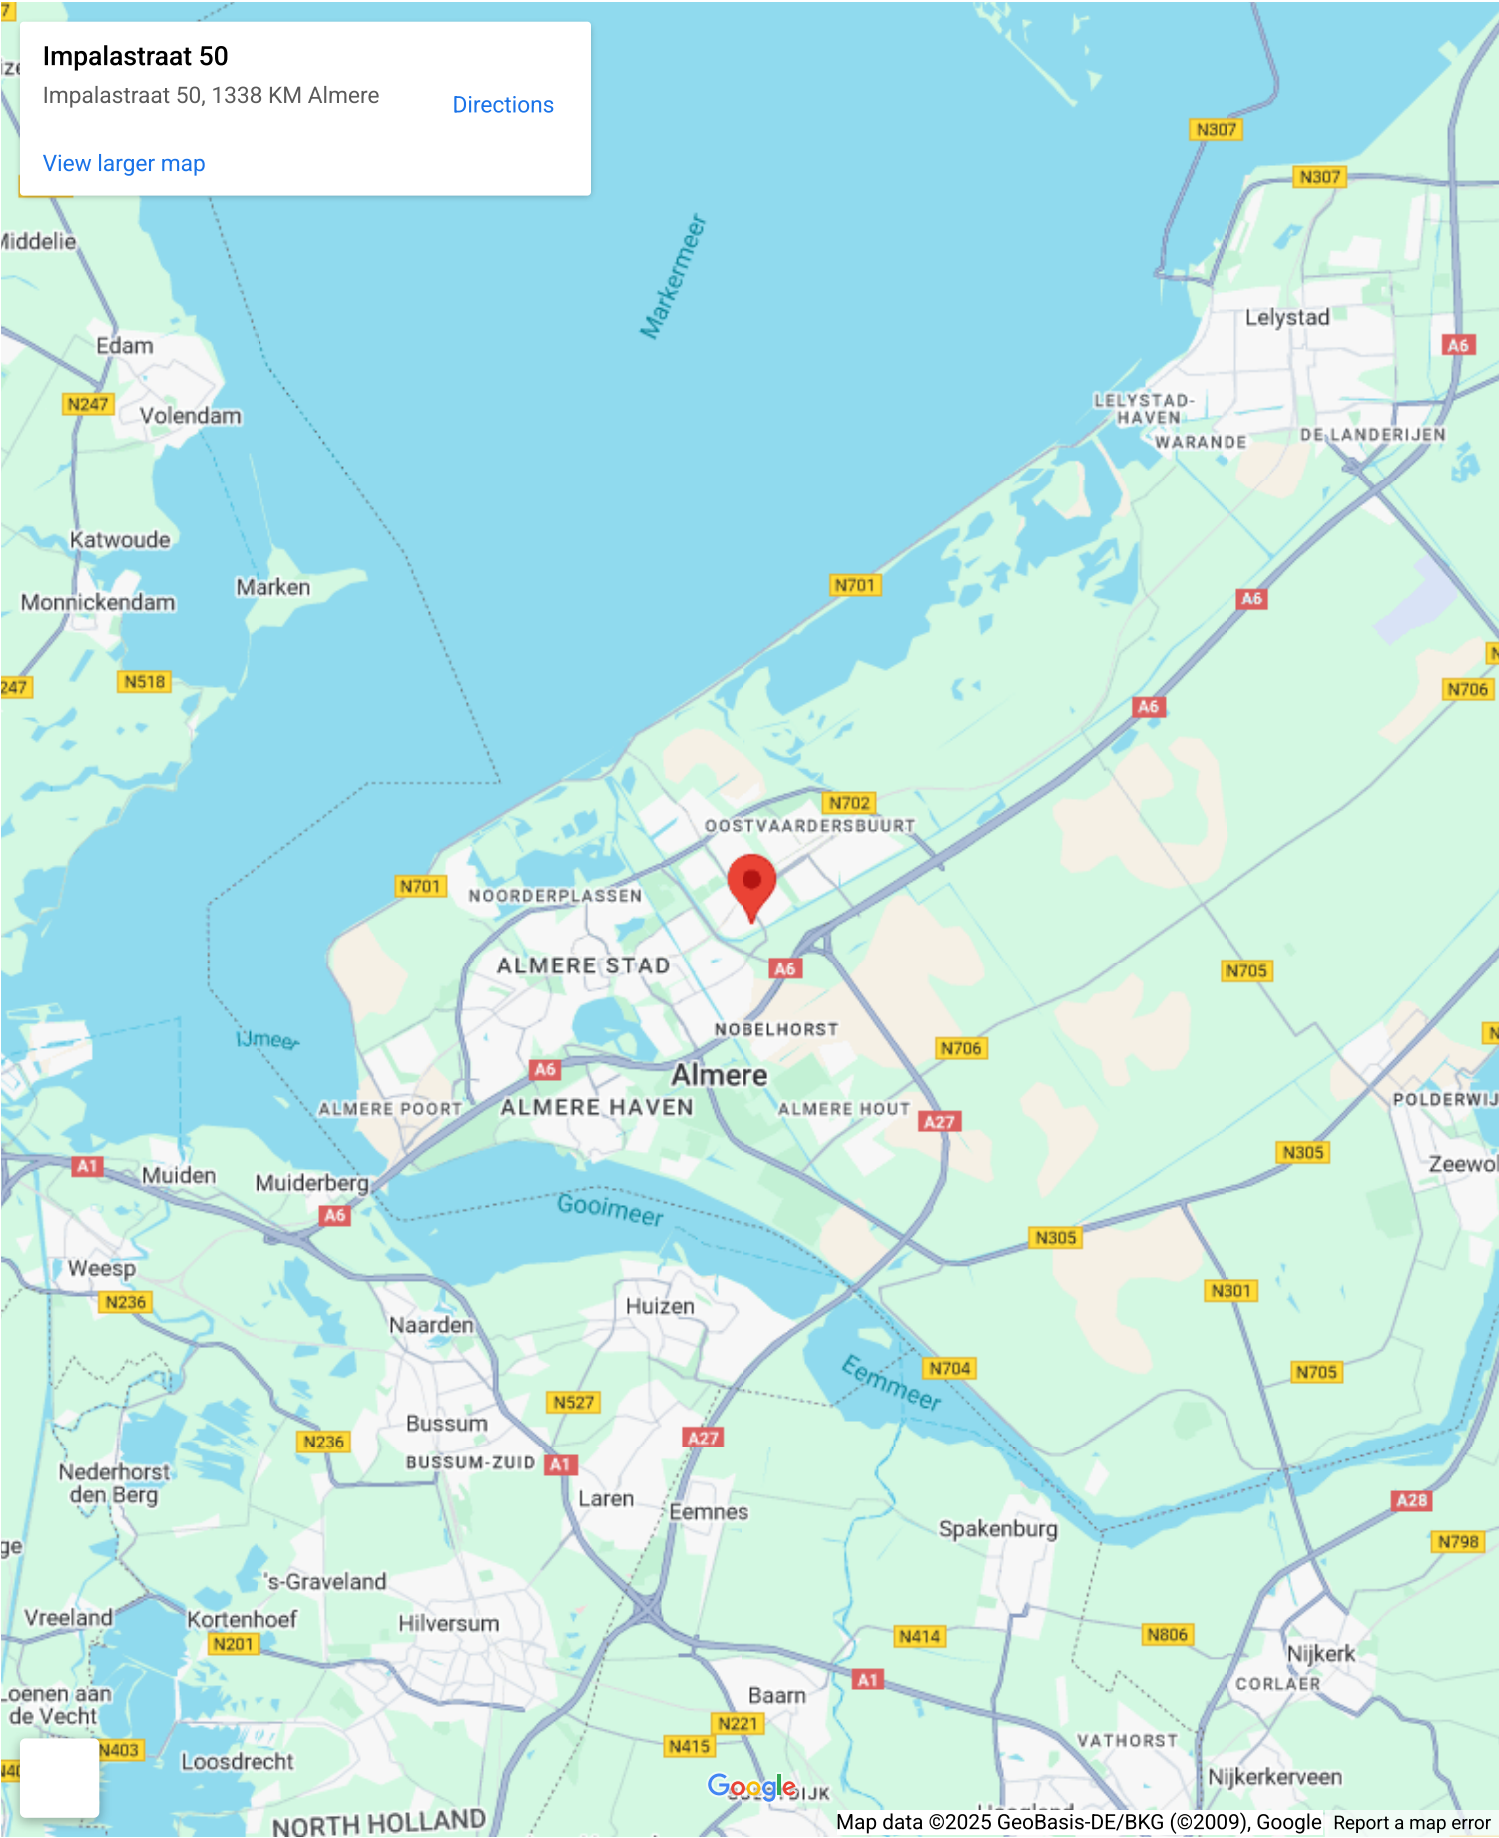 Impalastraat 50
Impalastraat 50, 1338 KM Almere
Directions
View larger map
7
N307
N307
Middelie
Markermeer
Lelystad
A6
Edam
N247
Volendam
LELYSTAD-
HAVEN
WARANDE
DE LANDERIJEN
Katwoude
Marken
Monnickendam
N701
A6
N518
247
N706
A6
N702
OOSTVAARDERSBUURT
N701
NOORDERPLASSEN
ALMERE STAD
A6
N705
IJmeer
NOBELHORST
N706
A6
Almere
ALMERE POORT
ALMERE HAVEN
ALMERE HOUT
A27
POLDERWIJ
A1
Muiden
Muiderberg
N305
Zeewol
A6
Gooimeer
N305
Weesp
N236
N301
Huizen
Naarden
Eemmeer
N704
N705
N527
Bussum
N236
A27
BUSSUM-ZUID
A1
Nederhorst
den Berg
Laren
Eemnes
A28
Spakenburg
N798
ge
's-Graveland
Vreeland
Kortenhoef
Hilversum
N201
N414
N806
Nijkerk
A1
CORLAER
Loenen aan
de Vecht
Baarn
N221
N415
VATHORST
N403
Loosdrecht
Nijkerkerveen
Google
DIJK
NORTH HOLLAND
Map data ©2025 GeoBasis-DE/BKG (©2009), Google
Report a map error